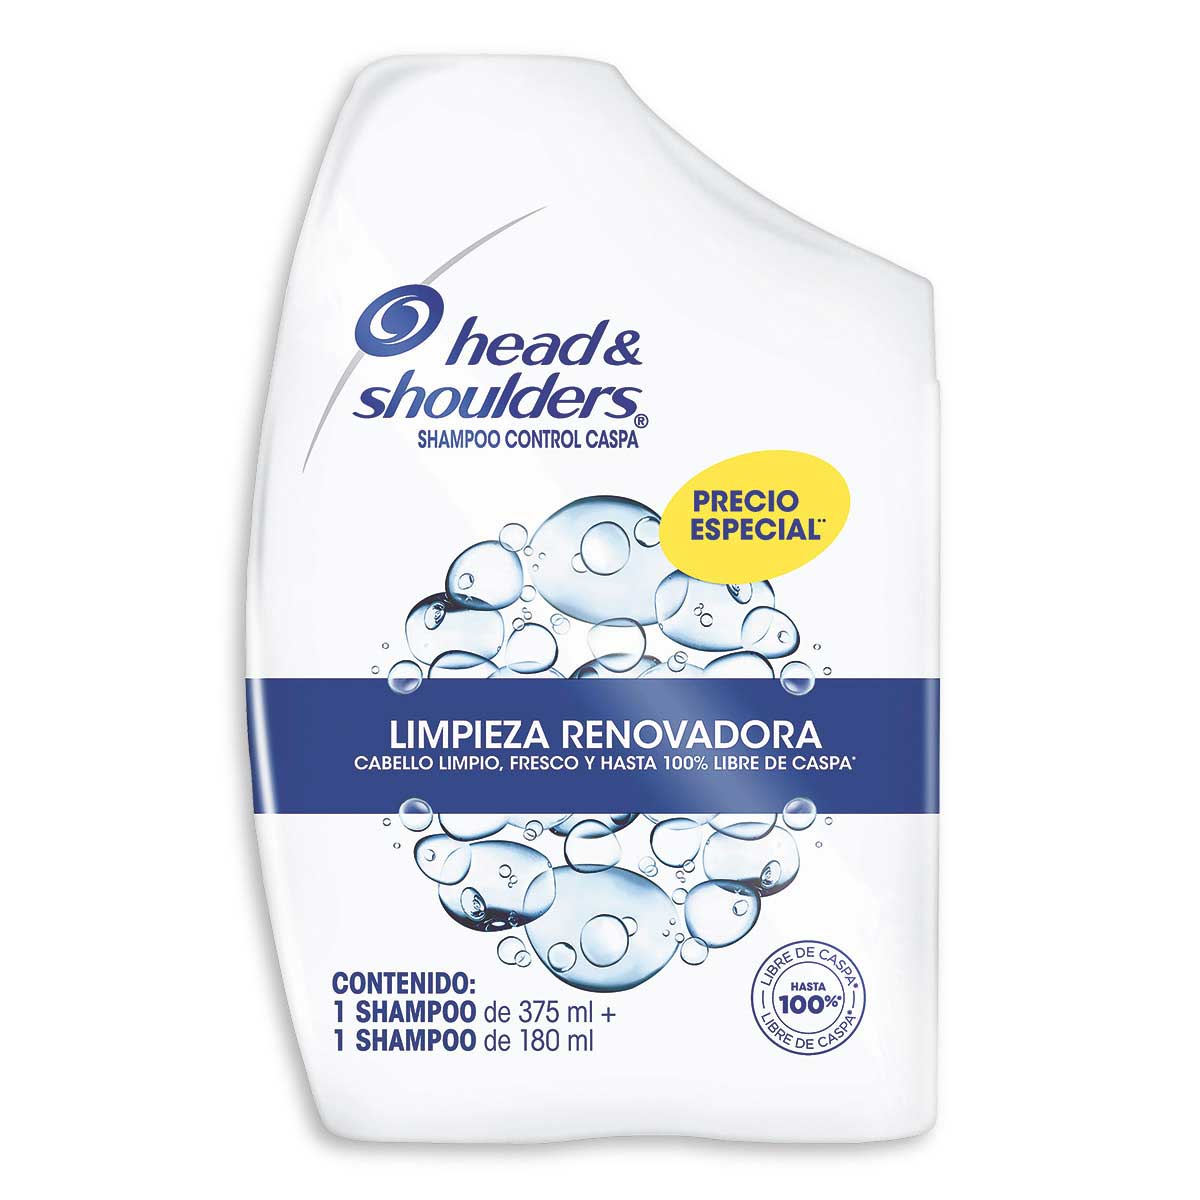 head &
shoulders®
SHAMPOO CONTROL CASPA
PRECIO
ESPECIAL**
LIMPIEZA RENOVADORA
CABELLO LIMPIO, FRESCO Y HASTA 100% LIBRE DE CASPA*
CONTENIDO:
1 SHAMPOO de 375 ml +
1 SHAMPOO de 180 ml
LIBRE DE CASPA*
HASTA
100%*
LIBRE DE CASPA*